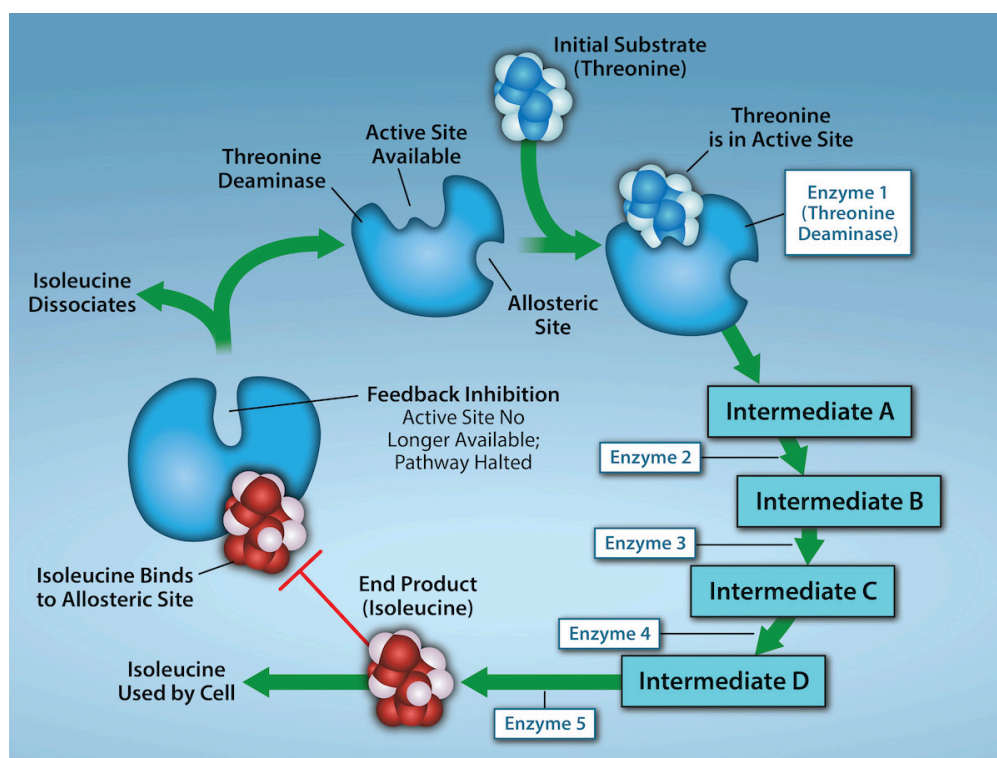 Initial Substrate
(Threonine)
Threonine
is in Active Site
Active Site
Available
Threonine
Deaminase
Enzyme 1
(Threonine
Deaminase)
Isoleucine
Dissociates
Allosteric
Site
Feedback Inhibition
Active Site No
Longer Available;
Pathway Halted
Intermediate A
Enzyme 2
Intermediate B
Enzyme 3
Intermediate C
Isoleucine Binds
to Allosteric Site
End Product
(Isoleucine)
Enzyme 4
Intermediate D
Isoleucine
Used by Cell
Enzyme 5